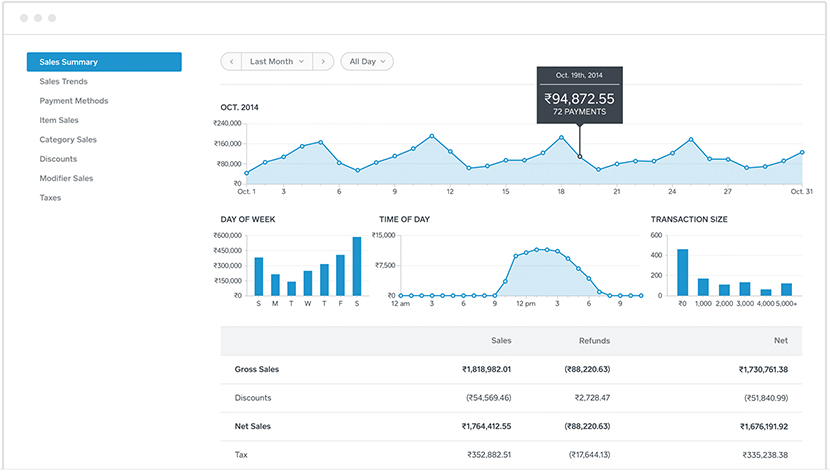 Sales Summary
Sales Trends
Payment Methods
Item Sales
Category Sales
Discounts
Modifier Sales
Taxes
Last Month
All Day
Oct. 19th, 2014
₹94,872.55
72 PAYMENTS
OCT. 2014
₹240,000
₹160,000
₹80,000
₹0
Oct. 1 3 6 9 12 15 18 21 24 27 Oct. 31
DAY OF WEEK
₹600,000
₹450,000
₹300,000
₹150,000
₹0
S M T W T F S
TIME OF DAY
₹15,000
₹7,500
₹0
12 am 3 6 9 12 pm 3 6 9
TRANSACTION SIZE
600
400
200
0
₹0 1,000 2,000 3,000 4,000 5,000+
Sales Refunds Net
Gross Sales ₹1,818,982.01 (₹88,220.63) ₹1,730,761.38
Discounts (₹54,569.46) ₹2,728.47 (₹51,840.99)
Net Sales ₹1,764,412.55 (₹88,220.63) ₹1,676,191.92
Tax ₹352,882.51 (₹17,644.13) ₹335,238.38